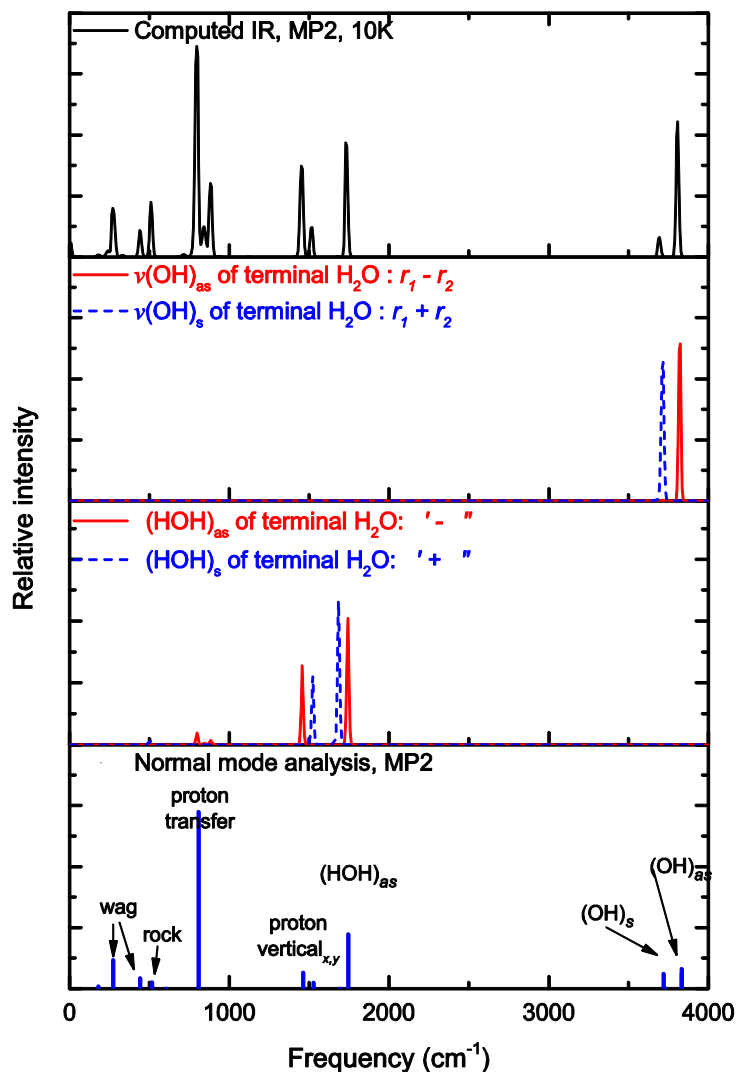 Computed IR, MP2, 10K
ν(OH)as of terminal H2O : r1 - r2
ν(OH)s of terminal H2O : r1 + r2
(HOH)as of terminal H2O: ' - "
(HOH)s of terminal H2O: ' + "
Normal mode analysis, MP2
proton
transfer
(HOH)as
(OH)as
wag
rock
proton
verticalx,y
(OH)s
0 1000 2000 3000 4000
Frequency (cm-1)
Relative intensity